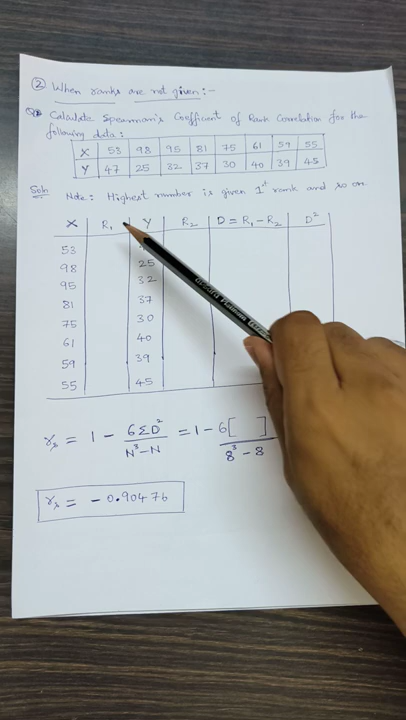 ② When ranks are not given:-
Q: Calculate Spearman's Coefficient of Rank Correlation for the
following data:
X 53 98 95 81 75 61 59 55
Y 47 25 32 37 30 40 39 45
Soln Note: Highest number is given 1st rank and so on
X R₁ Y R₂ D = R₁ - R₂ D²
53
98 25
95 32
81 37
75 30
61 40
59 39
55 45
r₈ = 1 - 6ΣD² / N³-N = 1 - 6[ ] / 8³ - 8
r₈ = - 0.90476